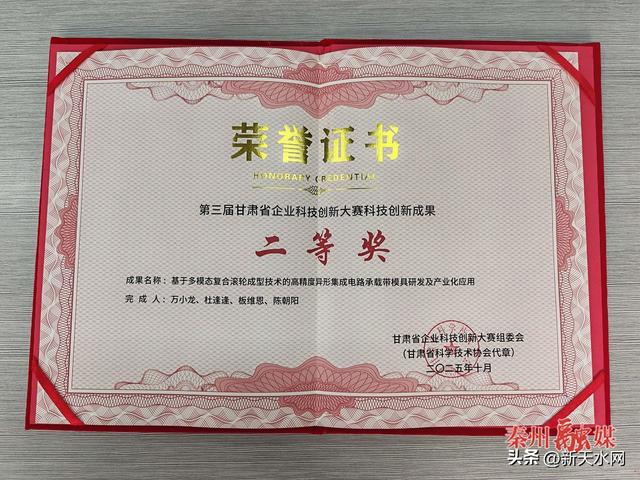 荣誉证书
HONORARY CREDENTIAL
第三届甘肃省企业科技创新大赛科技创新成果
二等奖
成果名称：基于多模态复合滚轮成型技术的高精度异形集成电路承载带模具研发及产业化应用
完成人：万小龙、杜逢逢、板维恩、陈朝阳
甘肃省企业科技创新大赛组委会
（甘肃省科学技术协会代章）
二〇二五年十月
秦州融媒
头条 @新天水网